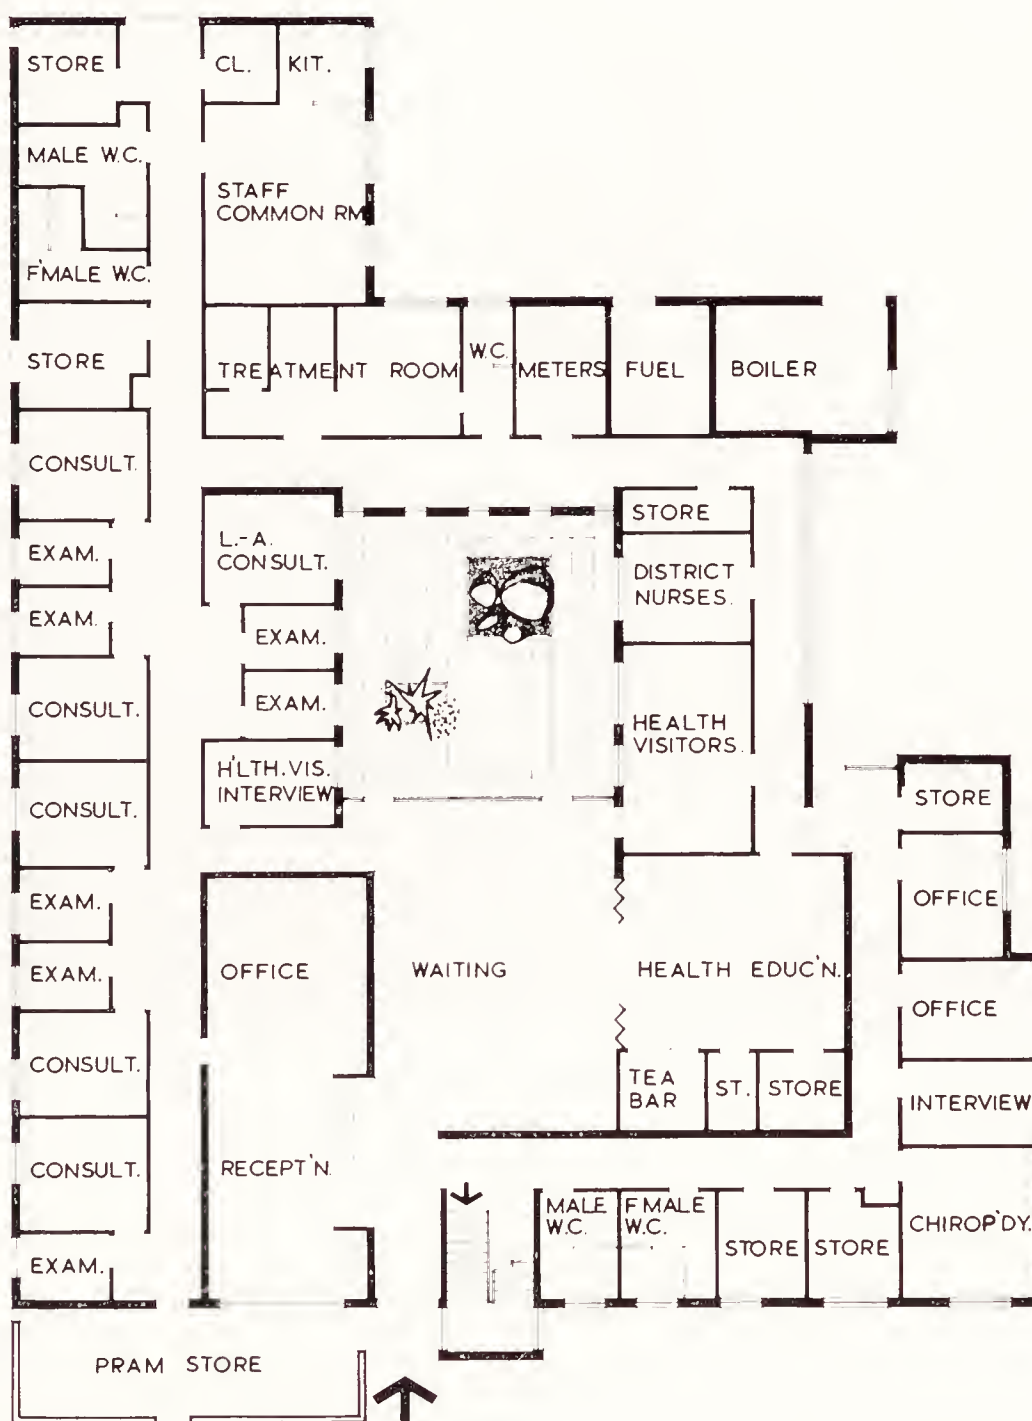 STORE
CL.
KIT.
MALE W.C.
STAFF
COMMON RM
F'MALE W.C.
STORE
TREATMENT ROOM
W.C.
METERS
FUEL
BOILER
CONSULT.
EXAM.
EXAM.
L.-A.
CONSULT.
EXAM.
EXAM.
STORE
DISTRICT
NURSES.
CONSULT.
HEALTH
VISITORS.
H'LTH.VIS.
INTERVIEW
CONSULT.
STORE
EXAM.
OFFICE
EXAM.
OFFICE
WAITING
HEALTH EDUC'N.
OFFICE
CONSULT.
TEA
BAR
ST.
STORE
INTERVIEW
CONSULT.
RECEPT'N.
MALE
W.C.
F'MALE
W.C.
STORE
STORE
CHIROP'DY.
EXAM.
PRAM STORE